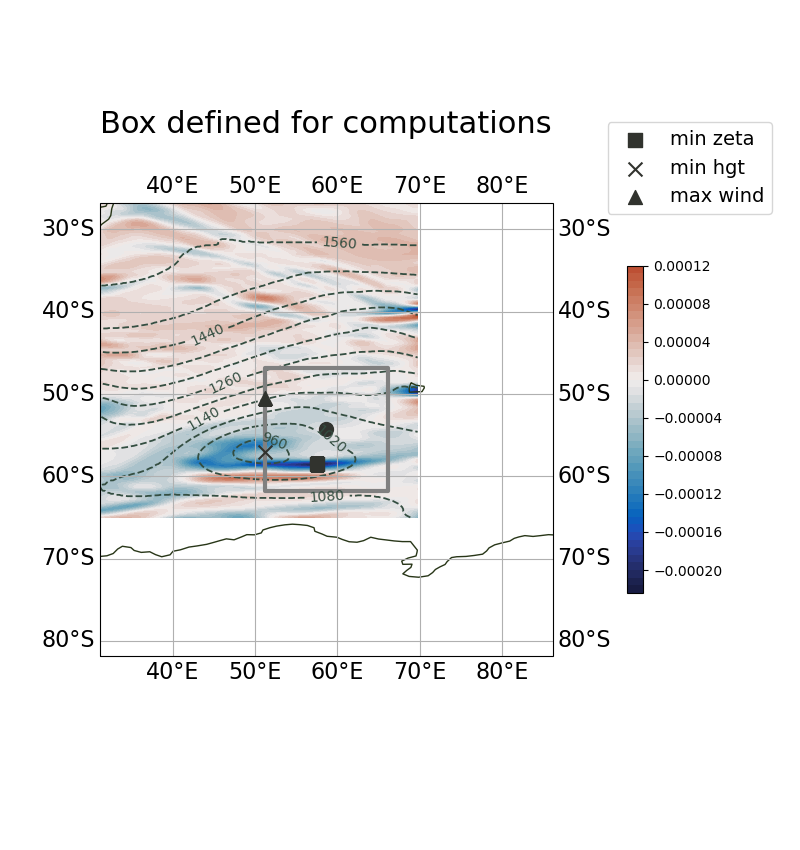 Box defined for computations
min zeta
min hgt
max wind
40°E 50°E 60°E 70°E 80°E
30°S 30°S
40°S 40°S
50°S 50°S
60°S 60°S
70°S 70°S
80°S 80°S
40°E 50°E 60°E 70°E 80°E
1560
1440
1260
1140
960
1020
1080
0.00012
0.00008
0.00004
0.00000
−0.00004
−0.00008
−0.00012
−0.00016
−0.00020